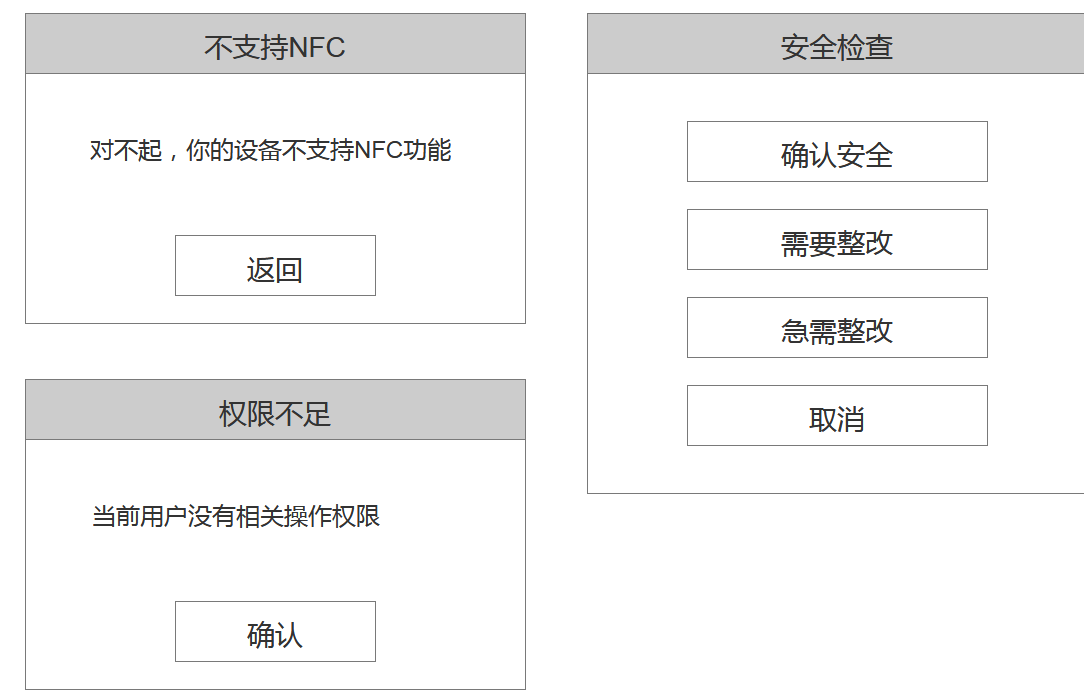 不支持NFC
对不起，你的设备不支持NFC功能
返回
权限不足
当前用户没有相关操作权限
确认
安全检查
确认安全
需要整改
急需整改
取消